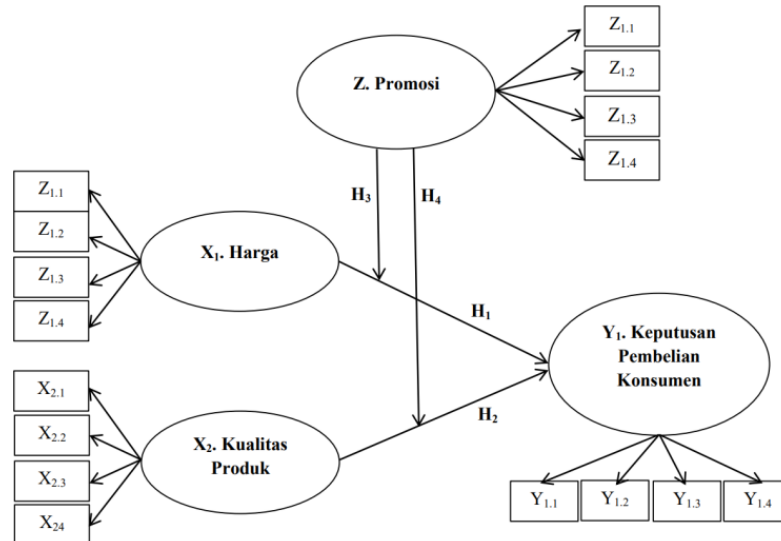 Z. Promosi
Z1.1
Z1.2
Z1.3
Z1.4
H3
H4
Z1.1
Z1.2
Z1.3
Z1.4
X1. Harga
H1
Y1. Keputusan
Pembelian
Konsumen
X2.1
X2.2
X2.3
X24
X2. Kualitas
Produk
H2
Y1.1
Y1.2
Y1.3
Y1.4